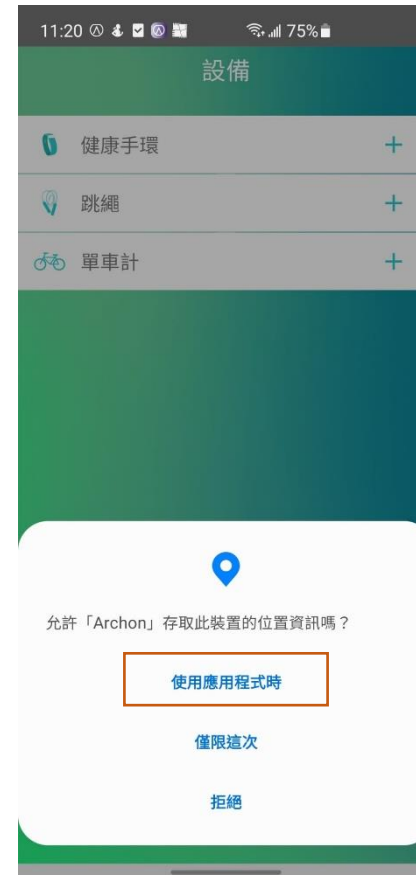 11:20 75%
設備
健康手環
跳繩
單車計
允許「Archon」存取此裝置的位置資訊嗎？
使用應用程式時
僅限這次
拒絕